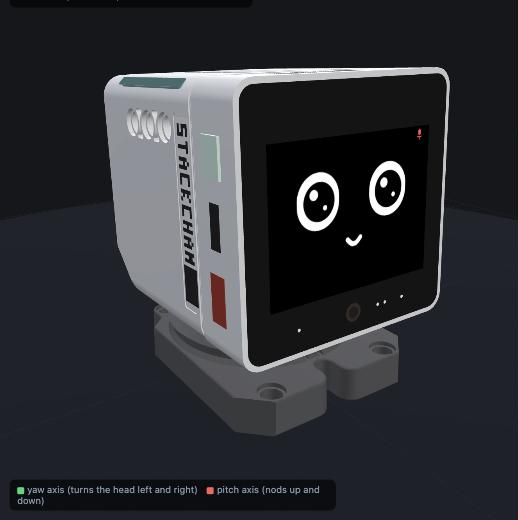 STACKCHAN
yaw axis (turns the head left and right) pitch axis (nods up and
down)